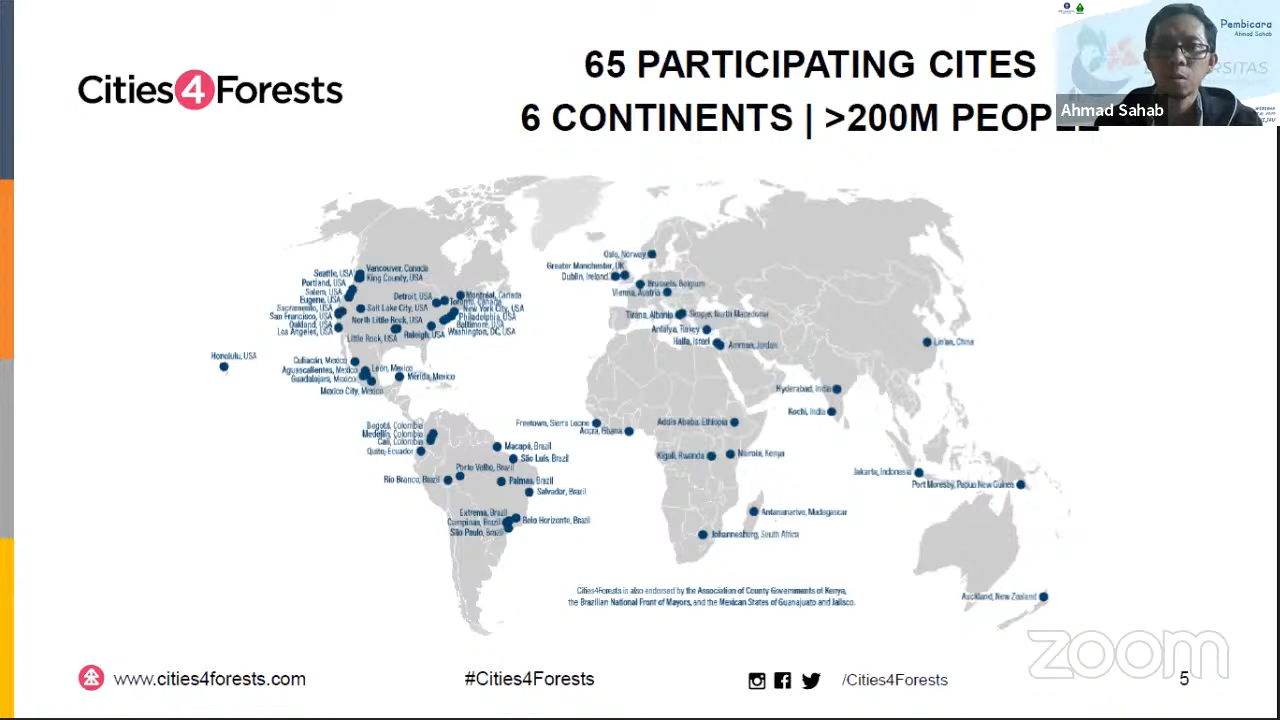 Cities4Forests
65 PARTICIPATING CITES
6 CONTINENTS | >200M PEOPLE
Pembicara
Ahmad Sahab
Ahmad Sahab
Oslo, Norway
Greater Manchester, UK
Dublin, Ireland
Brussels, Belgium
Vienna, Austria
Tirana, Albania
Skopje, North Macedonia
Antalya, Turkey
Haifa, Israel
Amman, Jordan
Vancouver, Canada
Seattle, USA
King County, USA
Portland, USA
Salem, USA
Eugene, USA
Sacramento, USA
San Francisco, USA
Oakland, USA
Los Angeles, USA
Salt Lake City, USA
Detroit, USA
Montréal, Canada
Toronto, Canada
New York City, USA
Philadelphia, USA
Baltimore, USA
Washington, DC, USA
North Little Rock, USA
Little Rock, USA
Raleigh, USA
Honolulu, USA
Culiacán, Mexico
León, Mexico
Aguascalientes, Mexico
Guadalajara, Mexico
Mérida, Mexico
Mexico City, Mexico
Bogotá, Colombia
Medellín, Colombia
Cali, Colombia
Quito, Ecuador
Macapá, Brazil
São Luís, Brazil
Porto Velho, Brazil
Rio Branco, Brazil
Palmas, Brazil
Salvador, Brazil
Extrema, Brazil
Campinas, Brazil
Belo Horizonte, Brazil
São Paulo, Brazil
Freetown, Sierra Leone
Accra, Ghana
Addis Ababa, Ethiopia
Kigali, Rwanda
Nairobi, Kenya
Antananarivo, Madagascar
Johannesburg, South Africa
Lin'an, China
Hyderabad, India
Kochi, India
Jakarta, Indonesia
Port Moresby, Papua New Guinea
Auckland, New Zealand
Cities4Forests is also endorsed by the Association of County Governments of Kenya,
the Brazilian National Front of Mayors, and the Mexican States of Guanajuato and Jalisco.
zoom
www.cities4forests.com
#Cities4Forests
/Cities4Forests
5